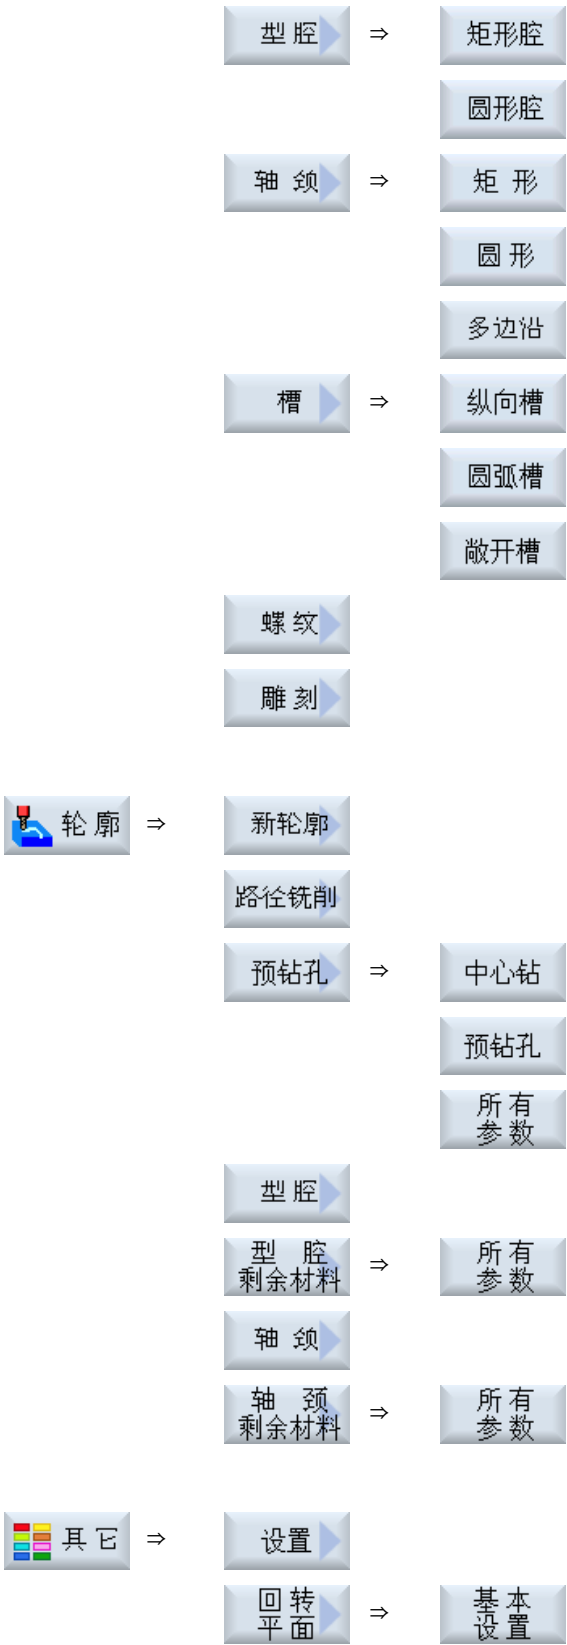 型腔 ⇒ 矩形腔
圆形腔
轴 颈 ⇒ 矩 形
圆 形
多边沿
槽 ⇒ 纵向槽
圆弧槽
敞开槽
螺 纹
雕 刻
轮 廓 ⇒ 新轮廓
路径铣削
预钻孔 ⇒ 中心钻
预钻孔
所 有
参 数
型 腔
型 腔
剩余材料
⇒
所 有
参 数
轴 颈
轴 颈
剩余材料
⇒
所 有
参 数
其 它 ⇒ 设置
回 转
平 面
⇒
基 本
设 置